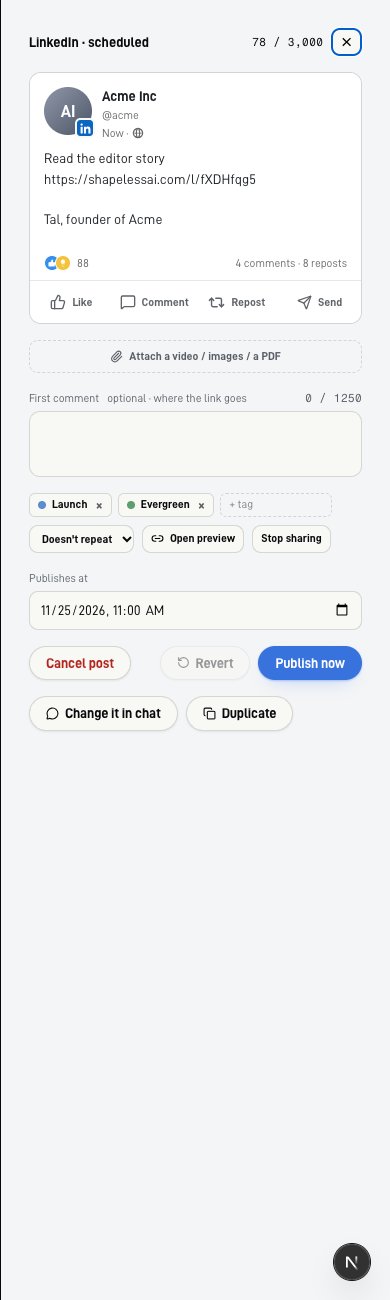 LinkedIn · scheduled
78 / 3,000
×
AI
in
Acme Inc
@acme
Now ·
Read the editor story
https://shapelessai.com/l/fXDHfqg5
Tal, founder of Acme
88
4 comments · 8 reposts
Like
Comment
Repost
Send
Attach a video / images / a PDF
First comment optional · where the link goes
0 / 1250
Launch ×
Evergreen ×
+ tag
Doesn't repeat
Open preview
Stop sharing
Publishes at
11/25/2026, 11:00 AM
Cancel post
Revert
Publish now
Change it in chat
Duplicate
N